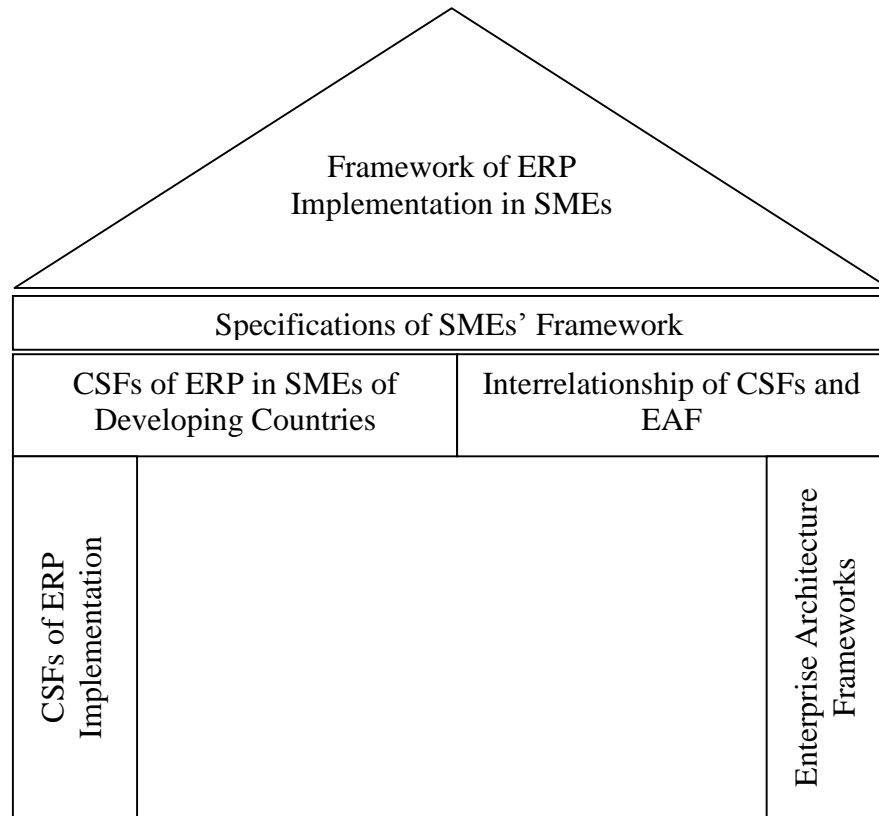 Framework of ERP
Implementation in SMEs
Specifications of SMEs’ Framework
CSFs of ERP in SMEs of
Developing Countries
Interrelationship of CSFs and
EAF
CSFs of ERP
Implementation
Enterprise Architecture
Frameworks